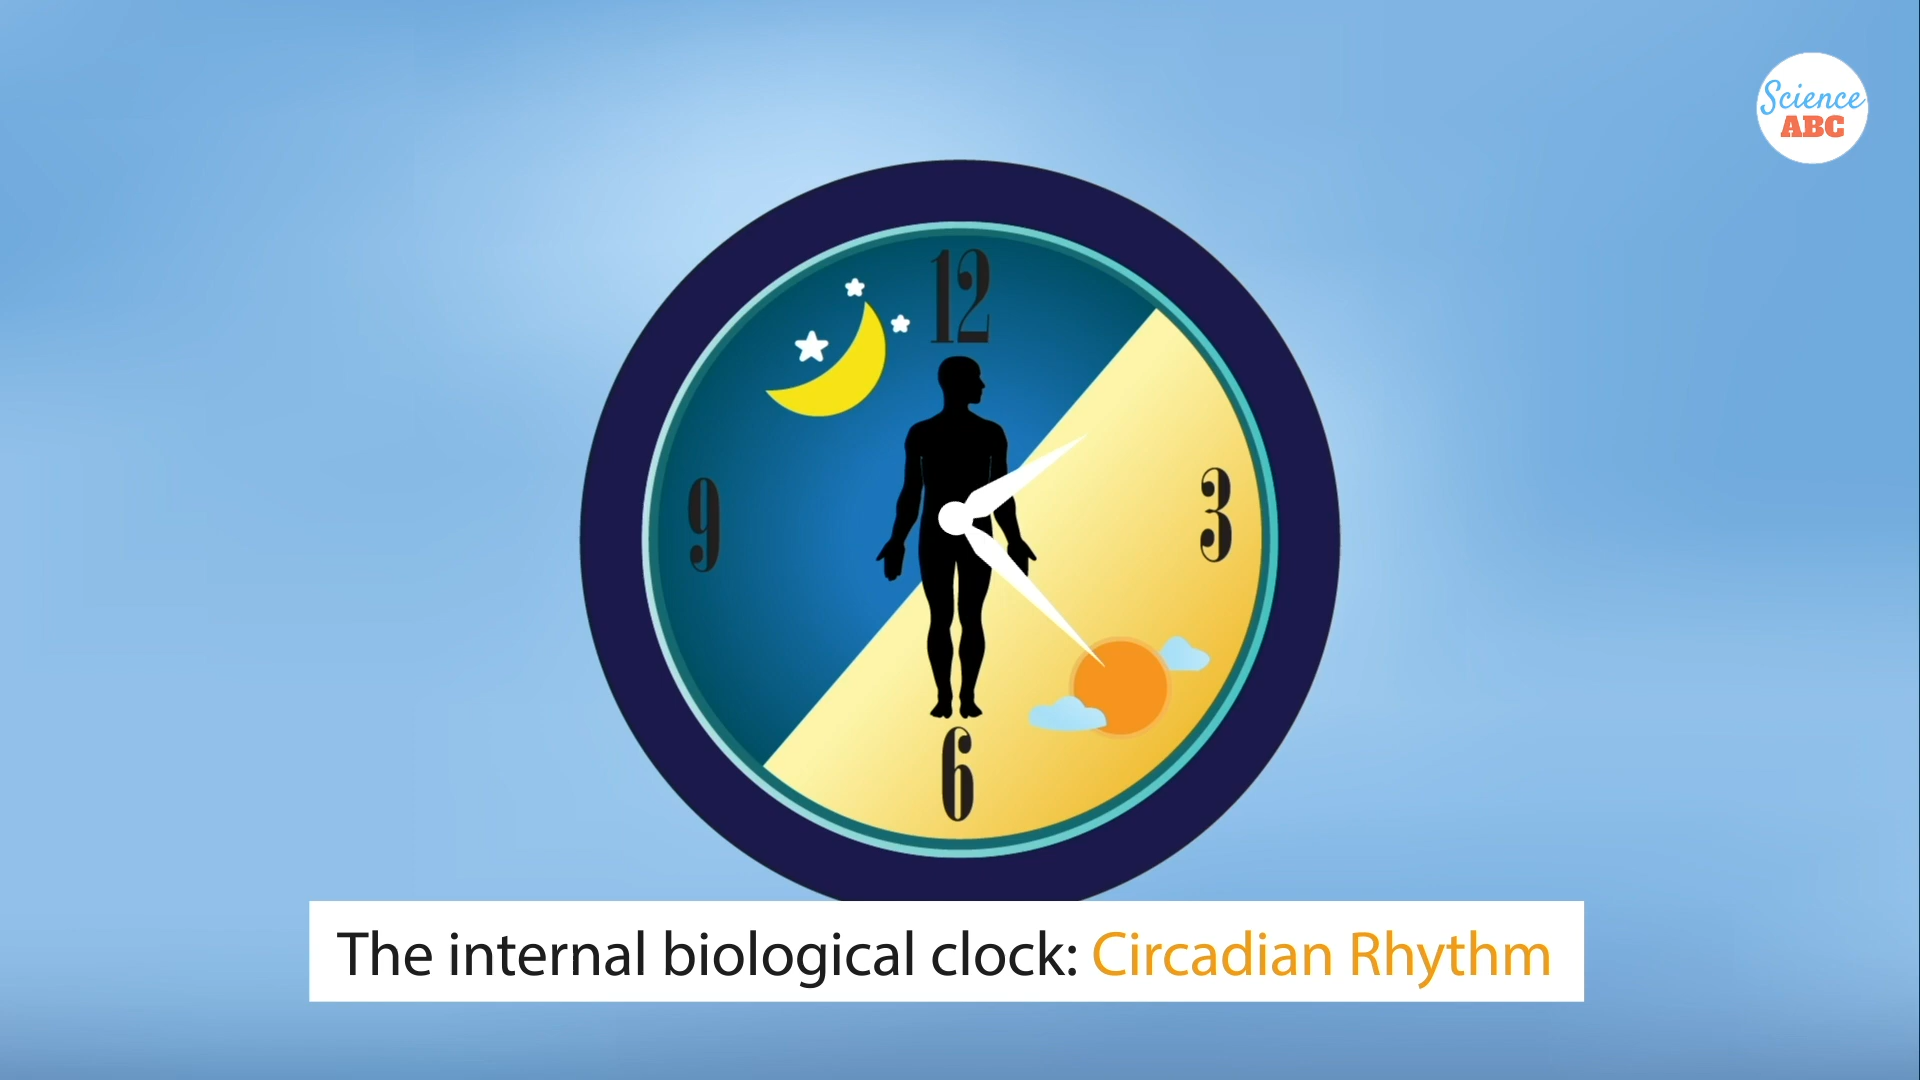 Science
ABC
12
9
3
6
The internal biological clock: Circadian Rhythm